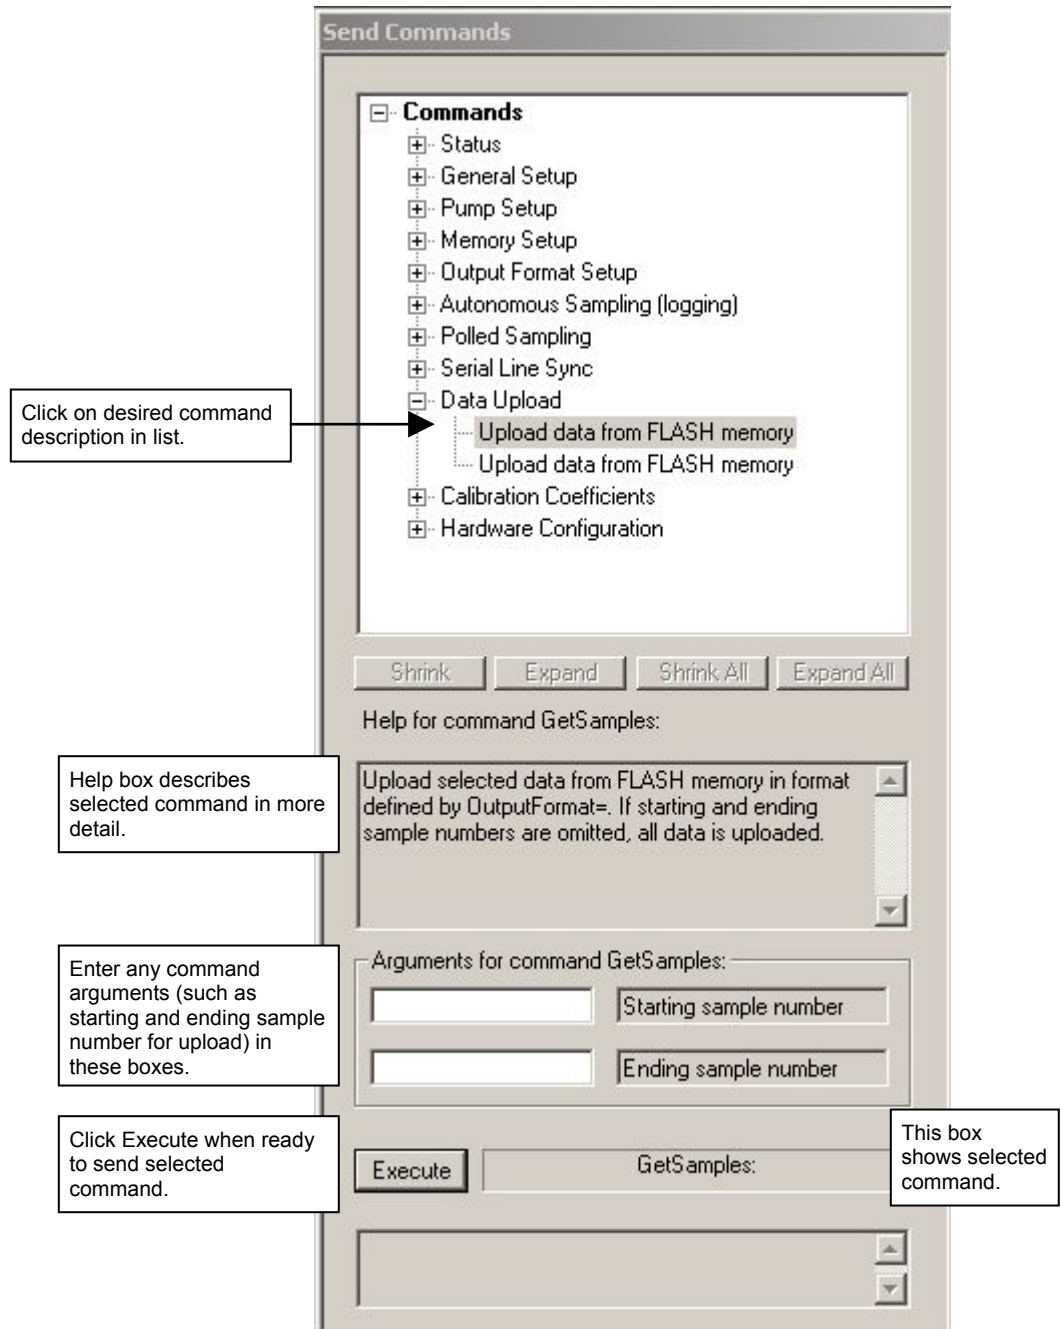 Send Commands
Commands
Status
General Setup
Pump Setup
Memory Setup
Output Format Setup
Autonomous Sampling (logging)
Polled Sampling
Serial Line Sync
Data Upload
Click on desired command
description in list.
Upload data from FLASH memory
Upload data from FLASH memory
Calibration Coefficients
Hardware Configuration
Shrink
Expand
Shrink All
Expand All
Help for command GetSamples:
Help box describes
selected command in more
detail.
Upload selected data from FLASH memory in format
defined by OutputFormat=. If starting and ending
sample numbers are omitted, all data is uploaded.
Enter any command
arguments (such as
starting and ending sample
number for upload) in
these boxes.
Arguments for command GetSamples:
Starting sample number
Ending sample number
Click Execute when ready
to send selected
command.
Execute
GetSamples:
This box
shows selected
command.